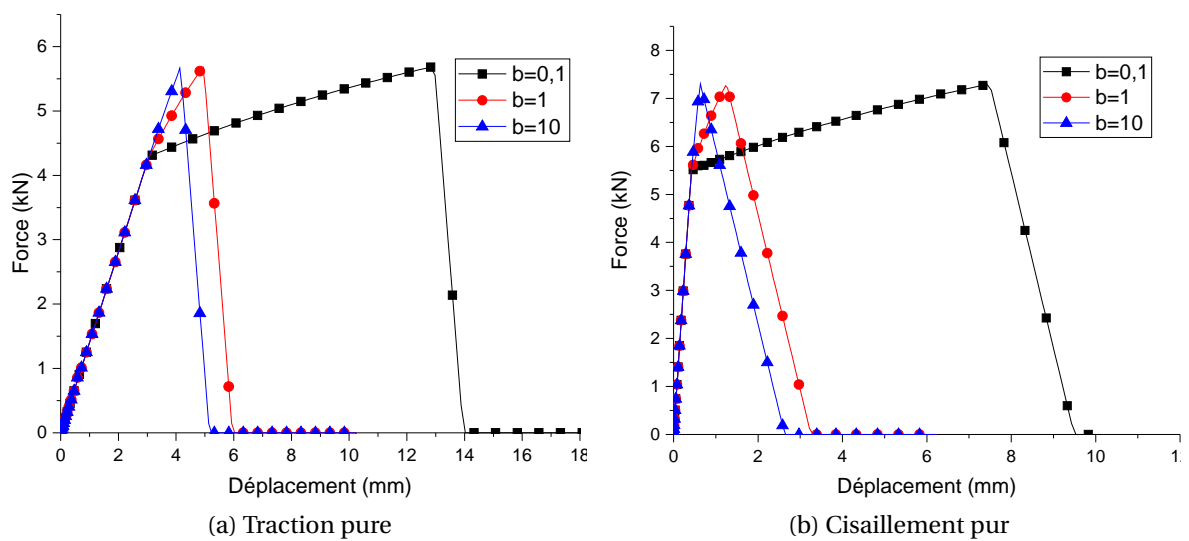 6
5
4
3
2
1
0
Force (kN)
b=0,1
b=1
b=10
0 2 4 6 8 10 12 14 16 18
Déplacement (mm)
(a) Traction pure
8
7
6
5
4
3
2
1
0
Force (kN)
b=0,1
b=1
b=10
0 2 4 6 8 10 12
Déplacement (mm)
(b) Cisaillement pur